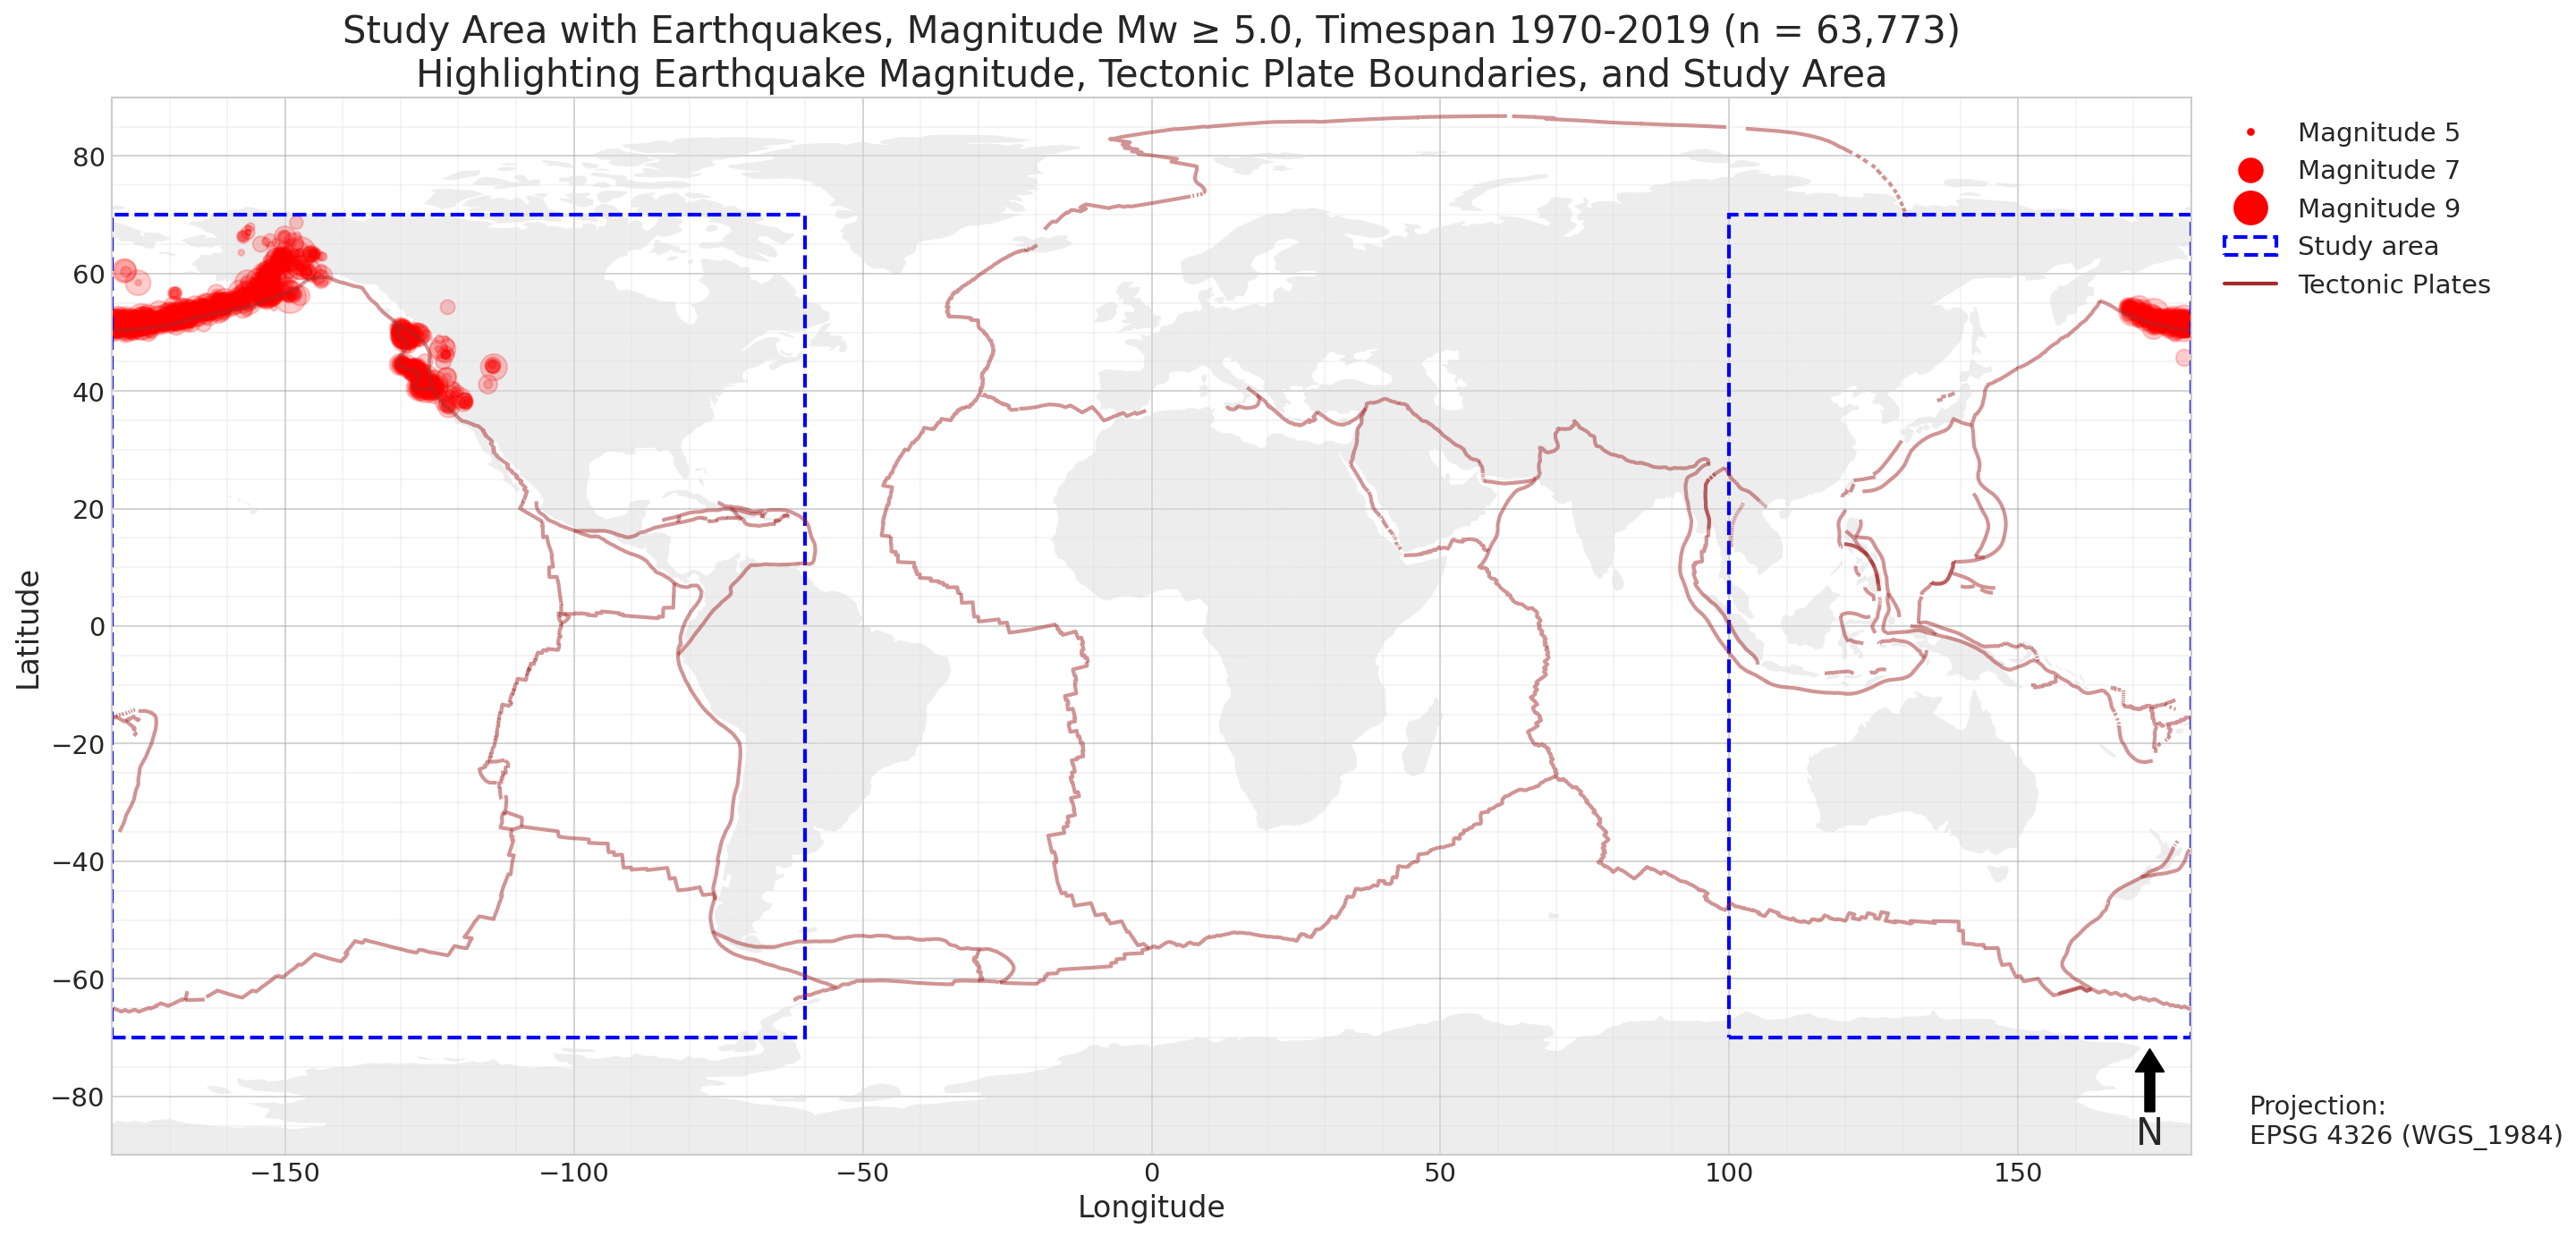 Study Area with Earthquakes, Magnitude Mw ≥ 5.0, Timespan 1970-2019 (n = 63,773)
Highlighting Earthquake Magnitude, Tectonic Plate Boundaries, and Study Area
Magnitude 5
Magnitude 7
Magnitude 9
Study area
Tectonic Plates
Latitude
80
60
40
20
0
−20
−40
−60
−80
N
Projection:
EPSG 4326 (WGS_1984)
−150
−100
−50
0
50
100
150
Longitude